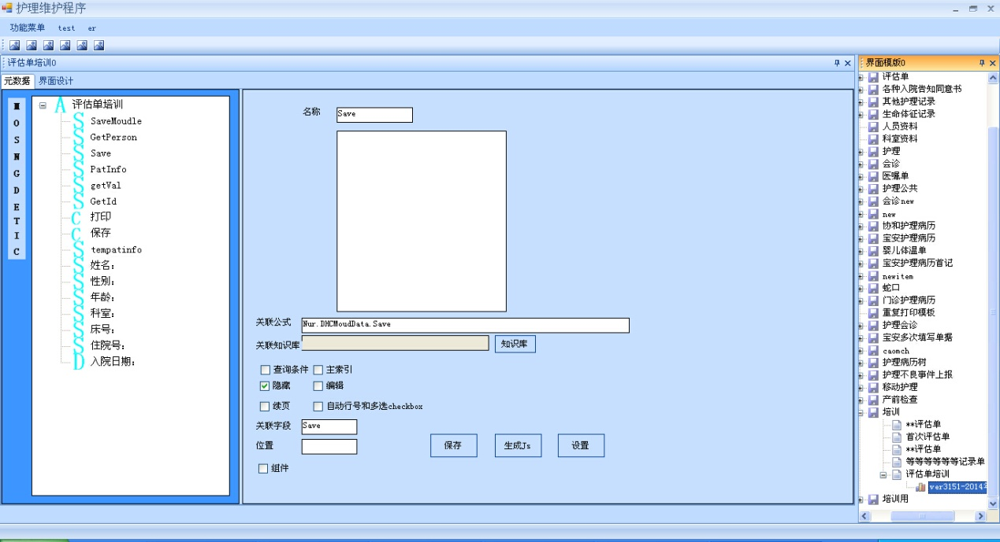 护理维护程序
功能菜单 test er
评估单培训0
元数据 界面设计
M
O
S
N
G
D
E
T
I
C
A 评估单培训
S SaveMoudle
S GetPerson
S Save
S PatInfo
S getVal
S GetId
C 打印
C 保存
S tempatinfo
S 姓名:
S 性别:
S 年龄:
S 科室:
S 床号:
S 住院号:
D 入院日期:
名称 Save
关联公式 Nur.DHCMoudData.Save
关联知识库 知识库
查询条件 主索引
隐藏 编辑
续页 自动行号和多选checkbox
关联字段 Save
位置
保存 生成Js 设置
组件
界面模版0
评估单
各种入院告知同意书
其他护理记录
生命体征记录
人员资料
科室资料
护理
会诊
医嘱单
护理公共
会诊new
new
协和护理病历
宝安护理病历
婴儿体温单
宝安护理病历首记
newitem
蛇口
门诊护理病历
重复打印模板
护理会诊
宝安多次填写单据
caomch
护理病历树
护理不良事件上报
移动护理
产前检查
培训
**评估单
首次评估单
**评估单
等等等等等等记录单
评估单培训
ver3151-2014
培训用